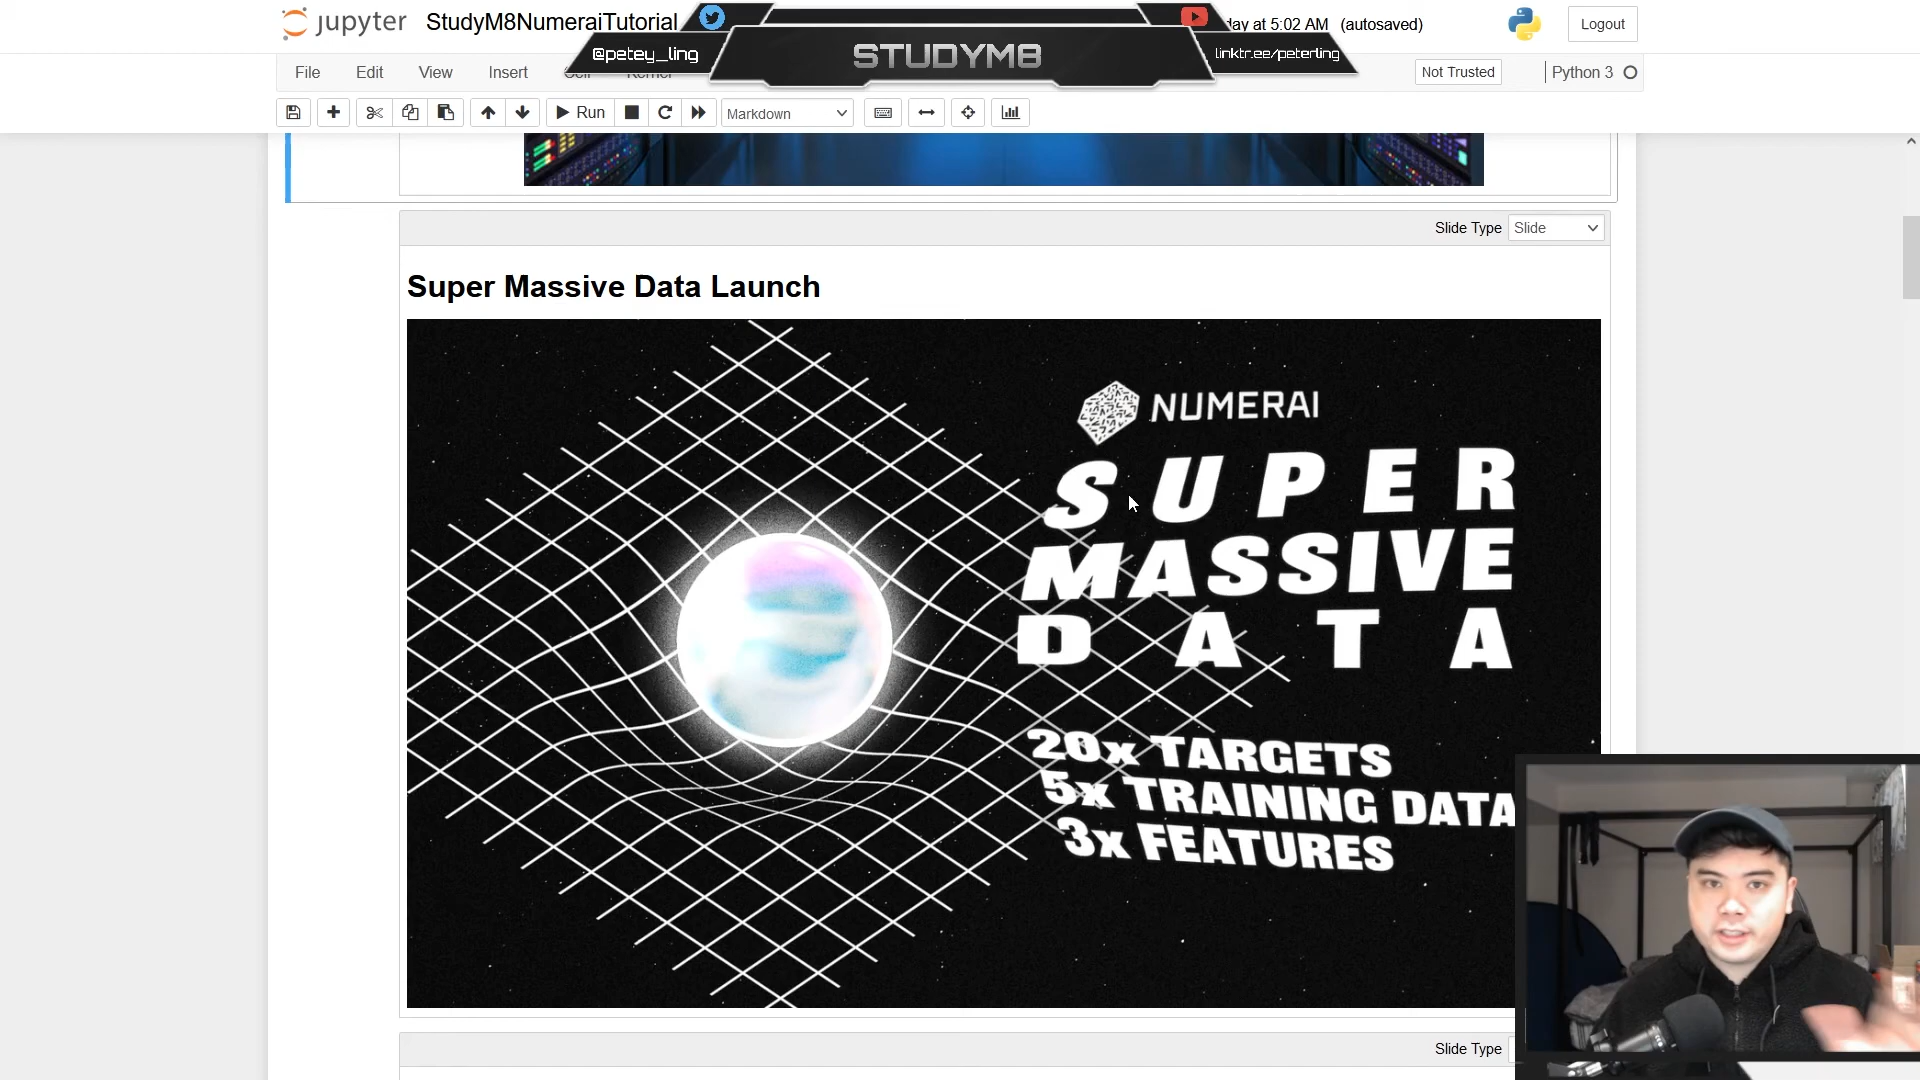 jupyter StudyM8NumeraiTutorial
day at 5:02 AM (autosaved)
Logout
@petey_ling
STUDYM8
linktr.ee/peterling
File Edit View Insert Cell Kernel
Not Trusted
Python 3
Run
Markdown
Slide Type Slide
Super Massive Data Launch
NUMERAI
SUPER
MASSIVE
DATA
20x TARGETS
5x TRAINING DATA
3x FEATURES
Slide Type